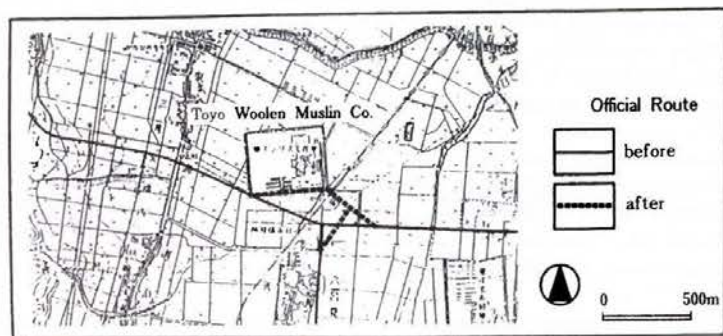 Toyo Woolen Muslin Co.
Official Route
before
after
0 500m